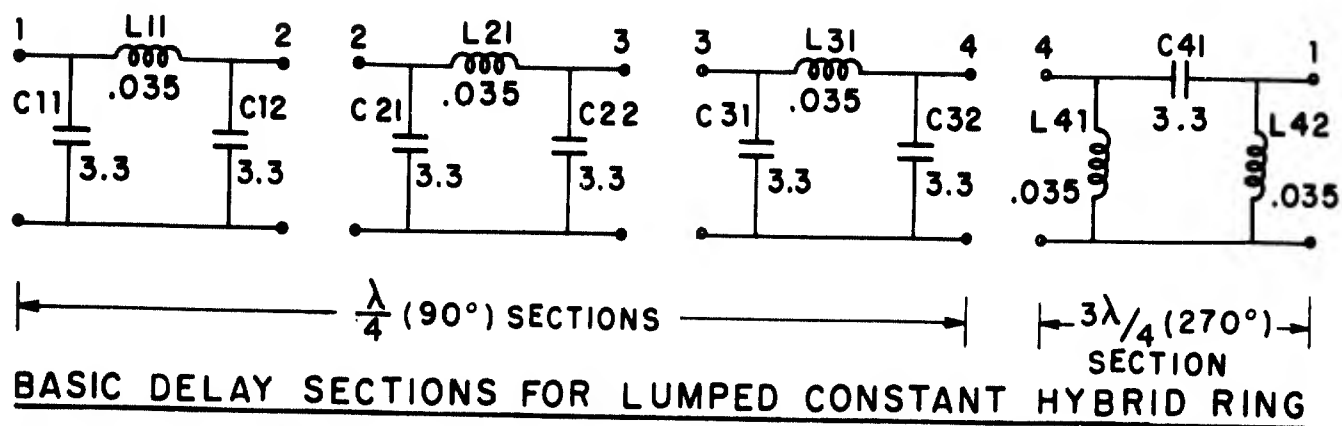 1 L11 2 2 L21 3 3 L31 4 4 C41 1
.035 .035 .035 3.3
C11 C12 C21 C22 C31 C32 L41 L42
3.3 3.3 3.3 3.3 3.3 3.3 .035 .035
λ/4 (90°) SECTIONS 3λ/4 (270°)
SECTION
BASIC DELAY SECTIONS FOR LUMPED CONSTANT HYBRID RING